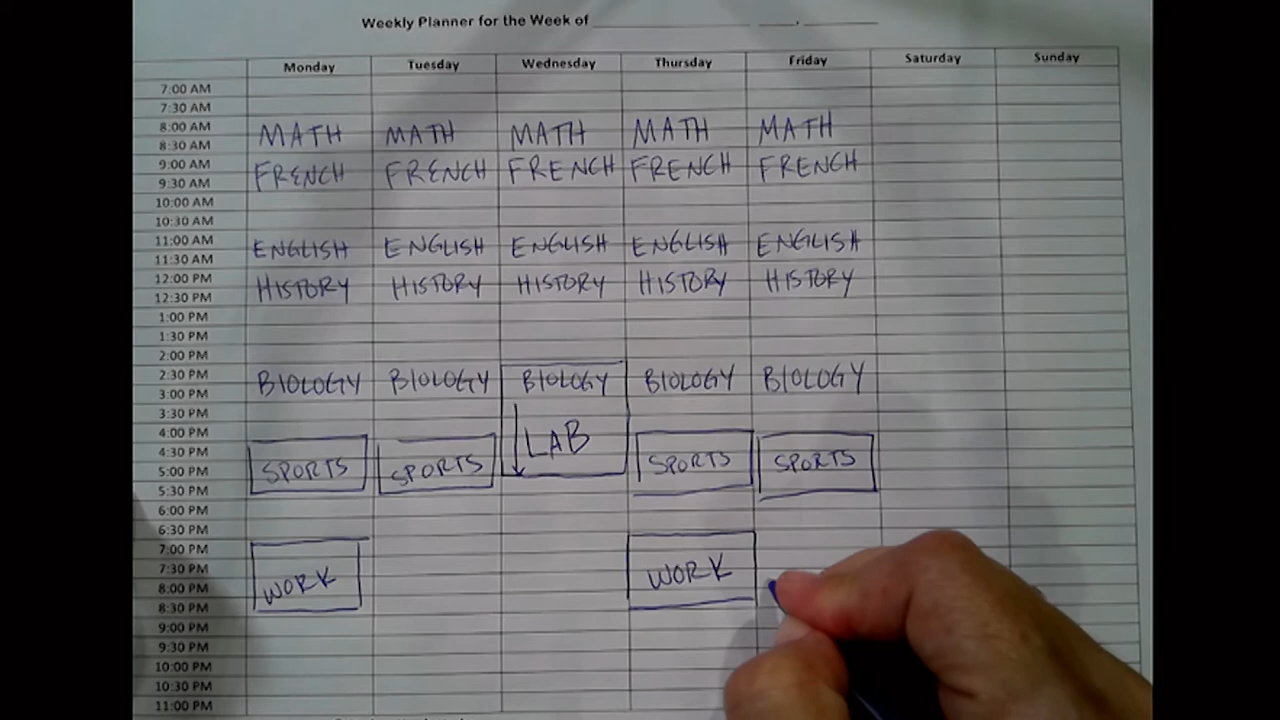 Weekly Planner for the Week of ____________________ _____, __________
Monday Tuesday Wednesday Thursday Friday Saturday Sunday
7:00 AM
7:30 AM
8:00 AM MATH MATH MATH MATH MATH
8:30 AM
9:00 AM FRENCH FRENCH FRENCH FRENCH FRENCH
9:30 AM
10:00 AM
10:30 AM
11:00 AM ENGLISH ENGLISH ENGLISH ENGLISH ENGLISH
11:30 AM
12:00 PM HISTORY HISTORY HISTORY HISTORY HISTORY
12:30 PM
1:00 PM
1:30 PM
2:00 PM
2:30 PM BIOLOGY BIOLOGY BIOLOGY BIOLOGY BIOLOGY
3:00 PM
3:30 PM
4:00 PM LAB
4:30 PM
5:00 PM SPORTS SPORTS SPORTS SPORTS
5:30 PM
6:00 PM
6:30 PM
7:00 PM
7:30 PM
8:00 PM WORK WORK
8:30 PM
9:00 PM
9:30 PM
10:00 PM
10:30 PM
11:00 PM